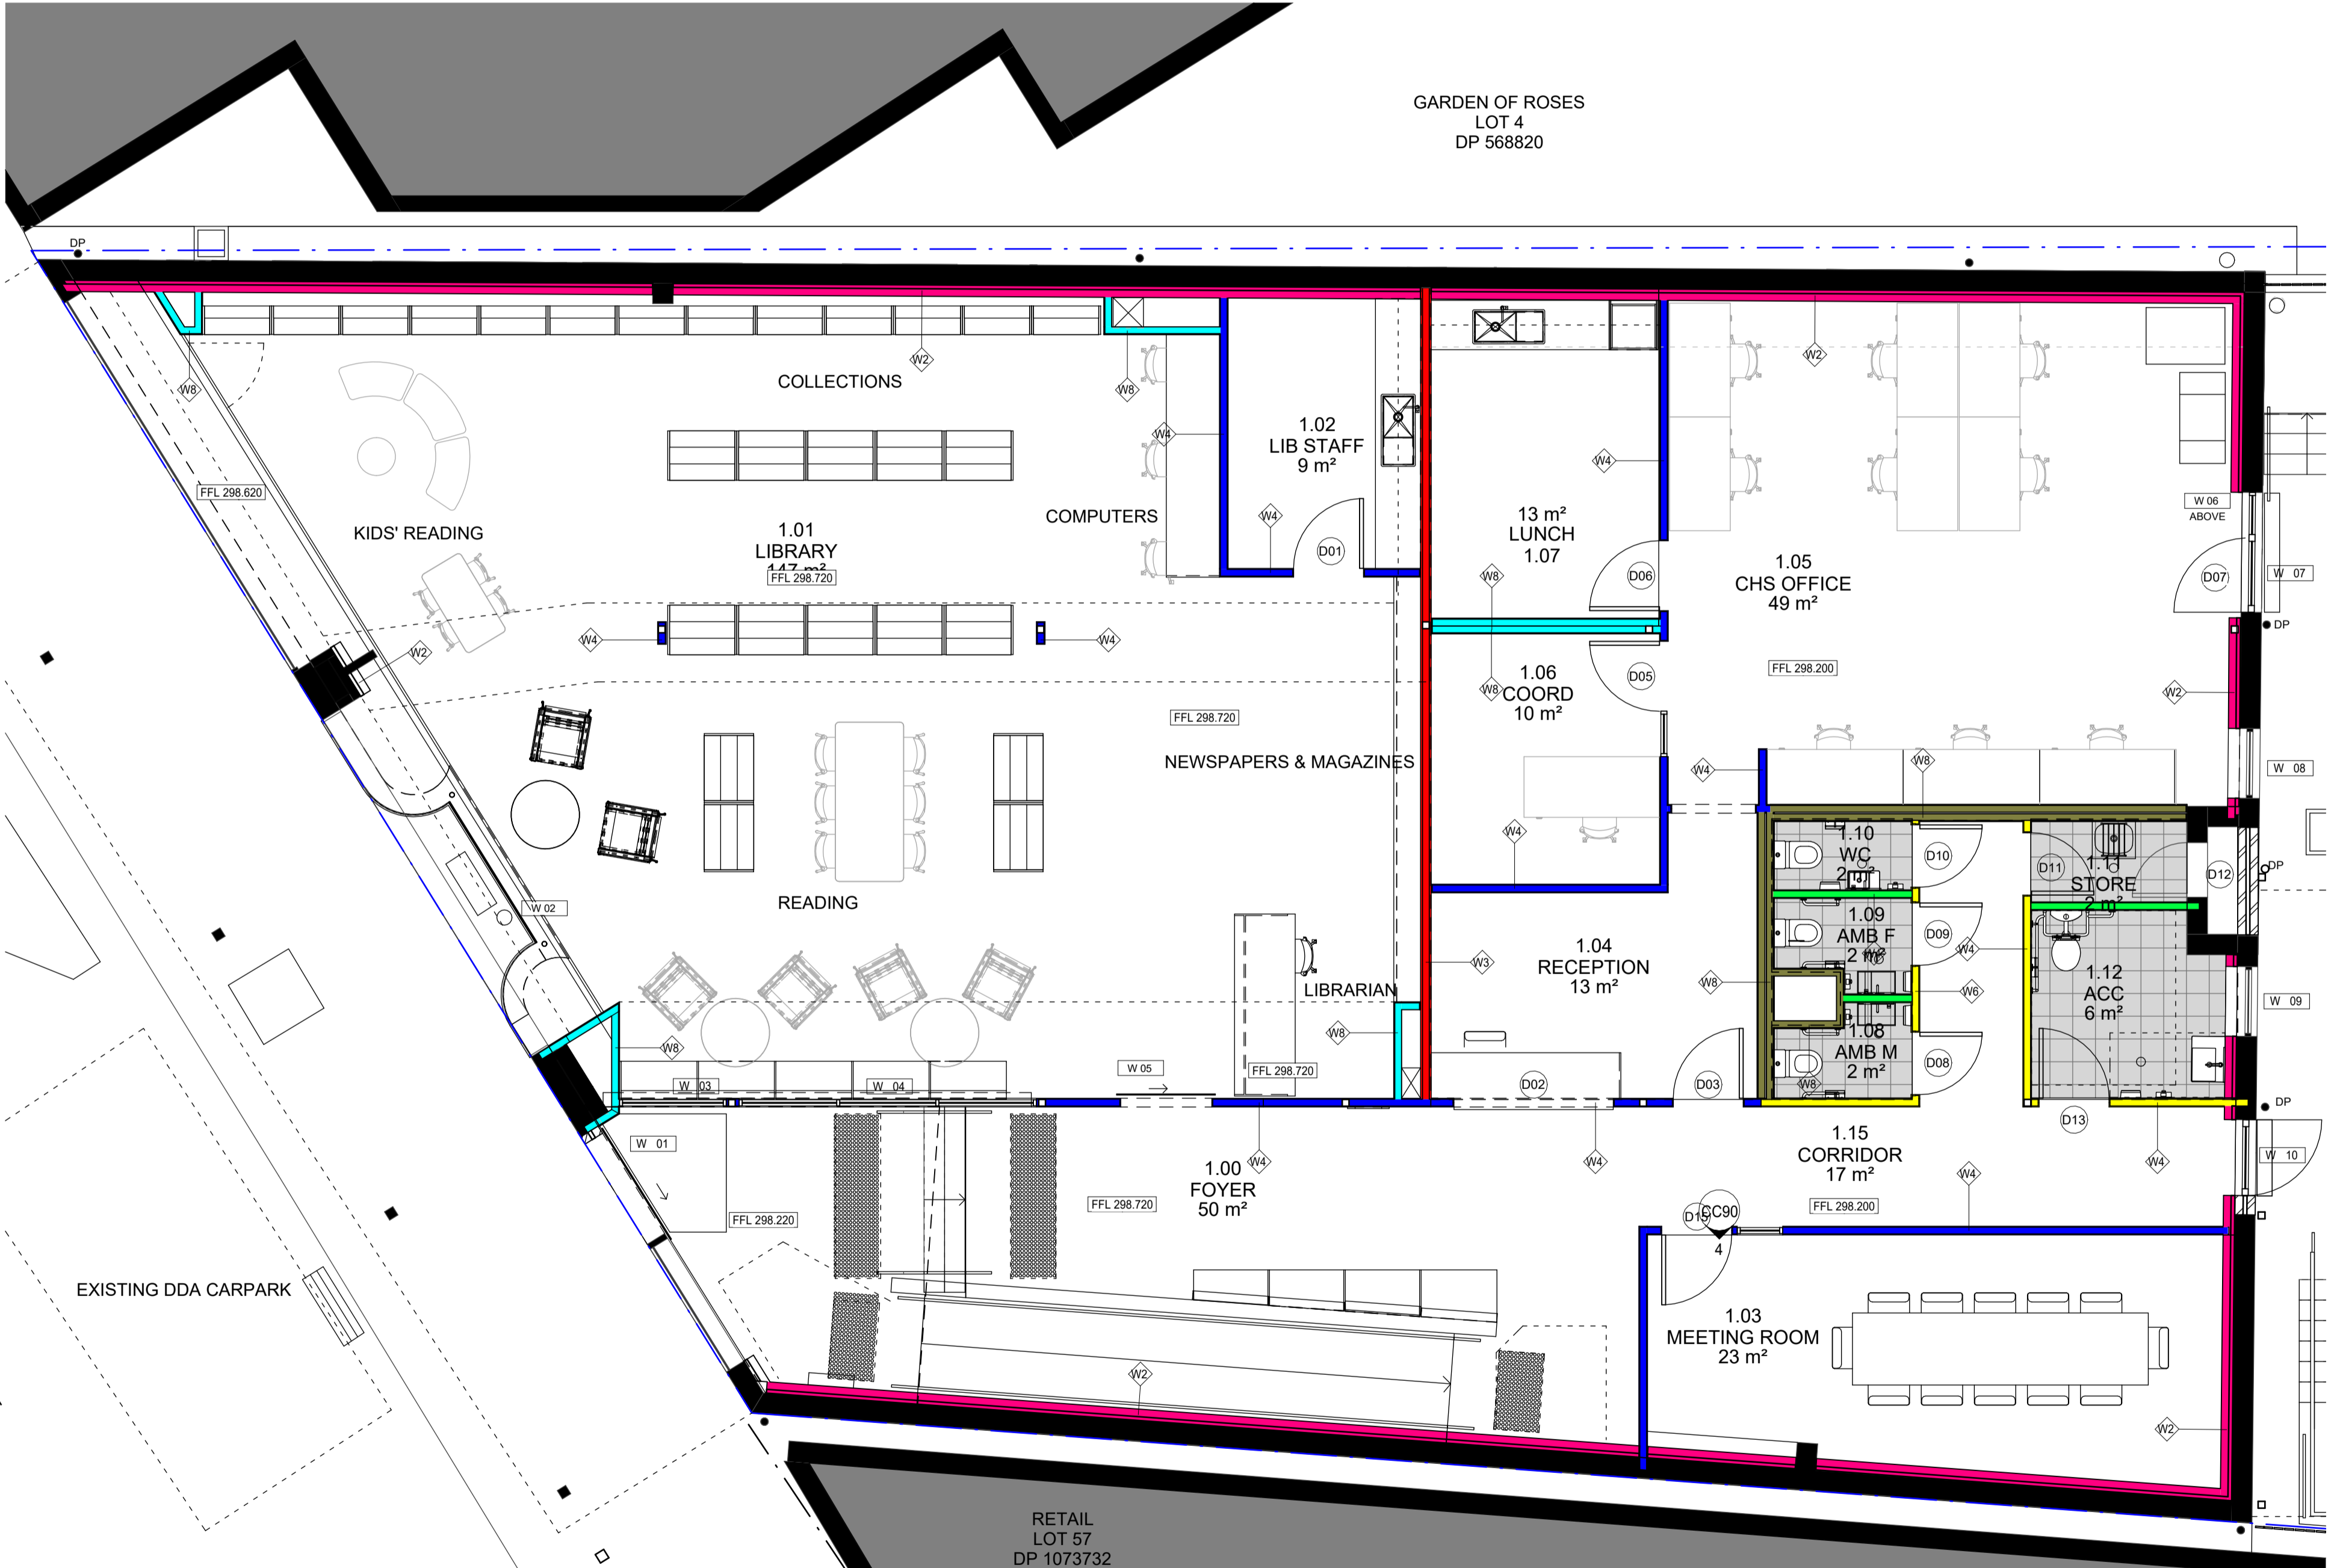 GARDEN OF ROSES
LOT 4
DP 568820
DP
W2
W8
COLLECTIONS
W8
W2
W4
1.02
LIB STAFF
9 m²
W4
FFL 298.620
KIDS' READING
1.01
LIBRARY
147 m²
FFL 298.720
COMPUTERS
W4
D01
13 m²
LUNCH
1.07
W8
D06
1.05
CHS OFFICE
49 m²
W 06
ABOVE
D07
W 07
DP
W4
W4
W2
W8
1.06
COORD
10 m²
D05
FFL 298.200
W2
FFL 298.720
NEWSPAPERS & MAGAZINES
W4
W8
W 08
W4
1.10
WC
D10
D11
1.11
STORE
2 m²
D12
DP
READING
W 02
1.09
AMB F
2 m²
D09
W4
W3
1.04
RECEPTION
13 m²
W8
W6
1.12
ACC
6 m²
LIBRARIAN
W 09
W8
W8
1.08
AMB M
2 m²
D08
W8
W 03
W 04
W 05
FFL 298.720
D02
D03
D13
DP
W 01
W4
W4
1.15
CORRIDOR
17 m²
W4
W4
W 10
1.00
FOYER
50 m²
FFL 298.220
FFL 298.720
FFL 298.200
D15
CC90
4
EXISTING DDA CARPARK
1.03
MEETING ROOM
23 m²
W2
W2
RETAIL
LOT 57
DP 1073732